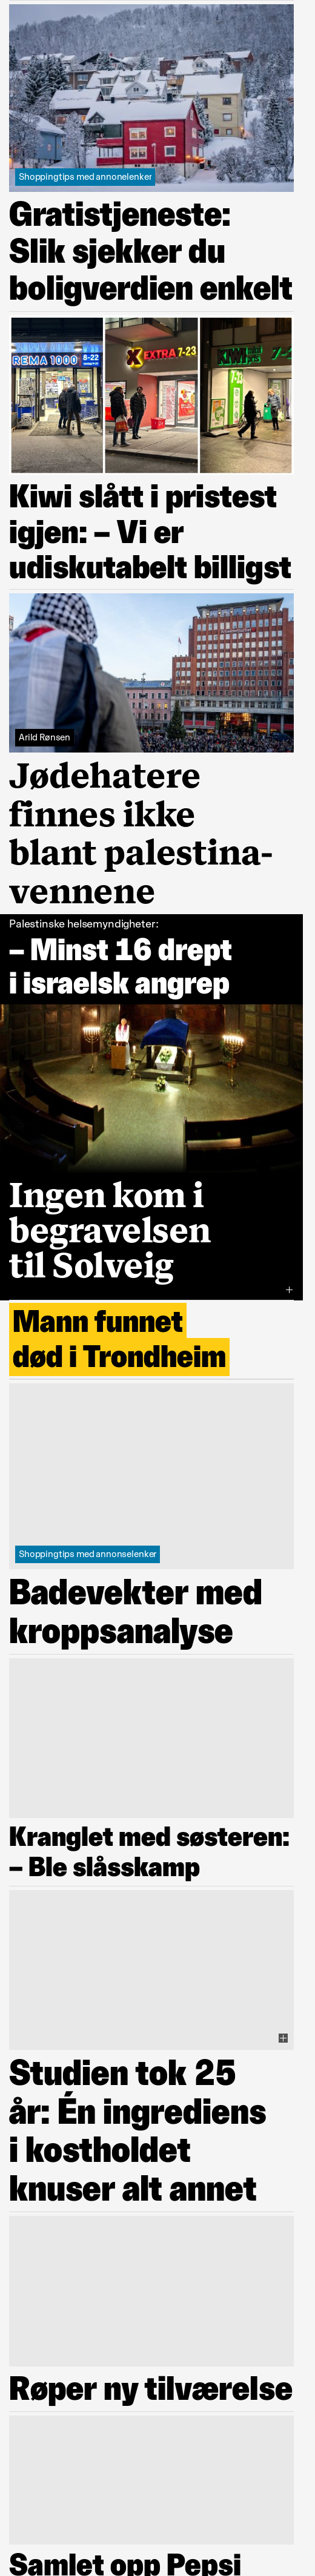 Shoppingtips med annonelenker
Gratistjeneste:
Slik sjekker du
boligverdien enkelt
REMA 1000 8-22
EXTRA 7-23
KIWI 7-
7-23
Kiwi slått i pristest
igjen: – Vi er
udiskutabelt billigst
Arild Rønsen
Jødehatere
finnes ikke
blant palestina-
vennene
Palestinske helsemyndigheter:
– Minst 16 drept
i israelsk angrep
Ingen kom i
begravelsen
til Solveig
Mann funnet
død i Trondheim
Shoppingtips med annonselenker
Badevekter med
kroppsanalyse
Kranglet med søsteren:
– Ble slåsskamp
Studien tok 25
år: Én ingrediens
i kostholdet
knuser alt annet
Røper ny tilværelse
Samlet opp Pepsi